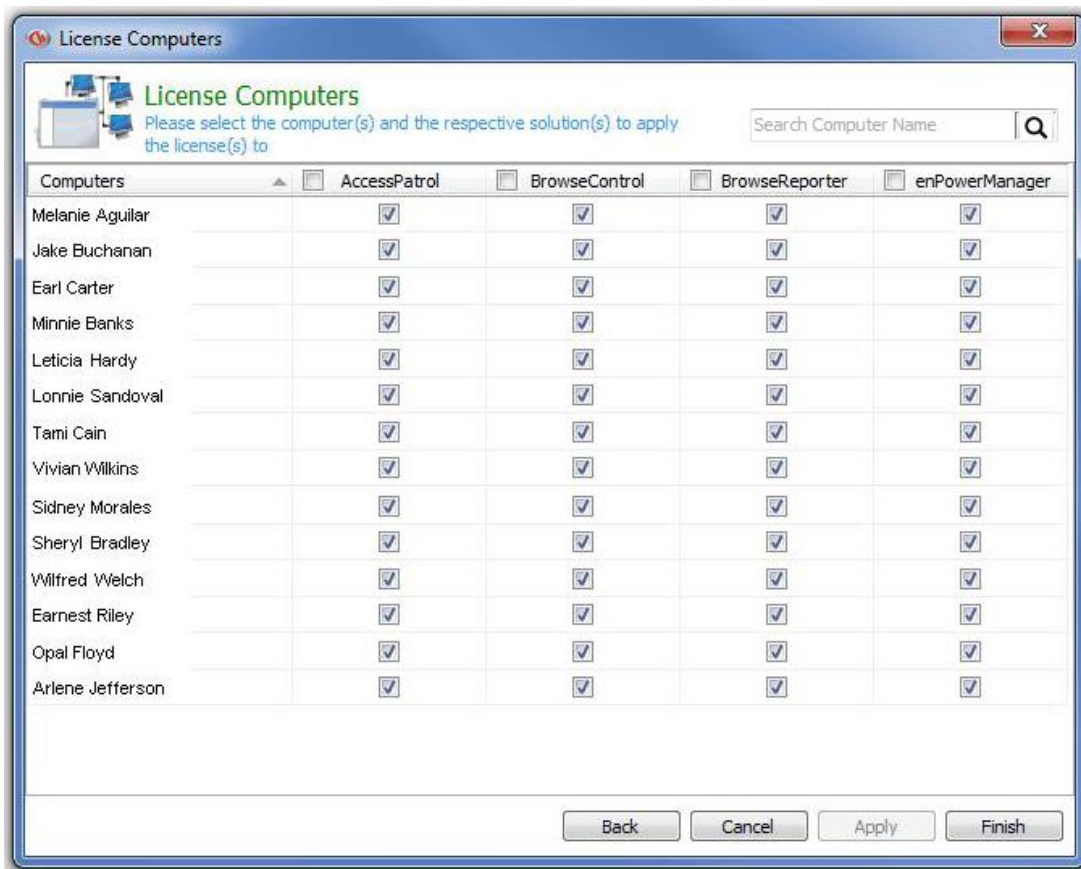 License Computers
License Computers
Please select the computer(s) and the respective solution(s) to apply
the license(s) to
Search Computer Name
Computers AccessPatrol BrowseControl BrowseReporter enPowerManager
Melanie Aguilar
Jake Buchanan
Earl Carter
Minnie Banks
Leticia Hardy
Lonnie Sandoval
Tami Cain
Vivian Wilkins
Sidney Morales
Sheryl Bradley
Wilfred Welch
Earnest Riley
Opal Floyd
Arlene Jefferson
Back Cancel Apply Finish